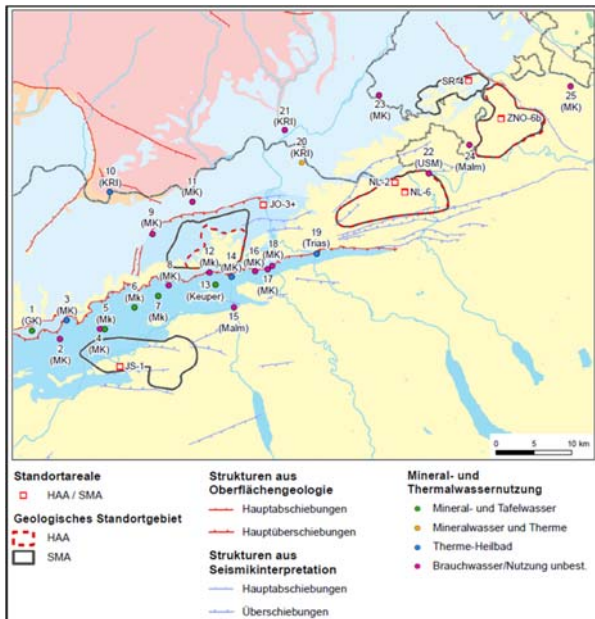 25
(MK)
SR-4
23
(MK)
ZNO-6b
21
(KRI)
20
(KRI)
24
(Malm)
22
(USM)
10
(KRI)
11
(MK)
NL-2
NL-6
JO-3+
9
(MK)
19
(Trias)
18
(MK)
12
(Mk)
14
(MK)
16
(MK)
8
(MK)
17
(MK)
13
(Keuper)
6
(Mk)
7
(Mk)
15
(Malm)
1
(GK)
3
(MK)
5
(Mk)
2
(MK)
4
(MK)
JS-1
0 5 10 km
Standortareale
HAA / SMA
Geologisches Standortgebiet
HAA
SMA
Strukturen aus
Oberflächengeologie
Hauptabschiebungen
Hauptüberschiebungen
Strukturen aus
Seismikinterpretation
Hauptabschiebungen
Überschiebungen
Mineral- und
Thermalwassernutzung
Mineral- und Tafelwasser
Mineralwasser und Therme
Therme-Heilbad
Brauchwasser/Nutzung unbest.